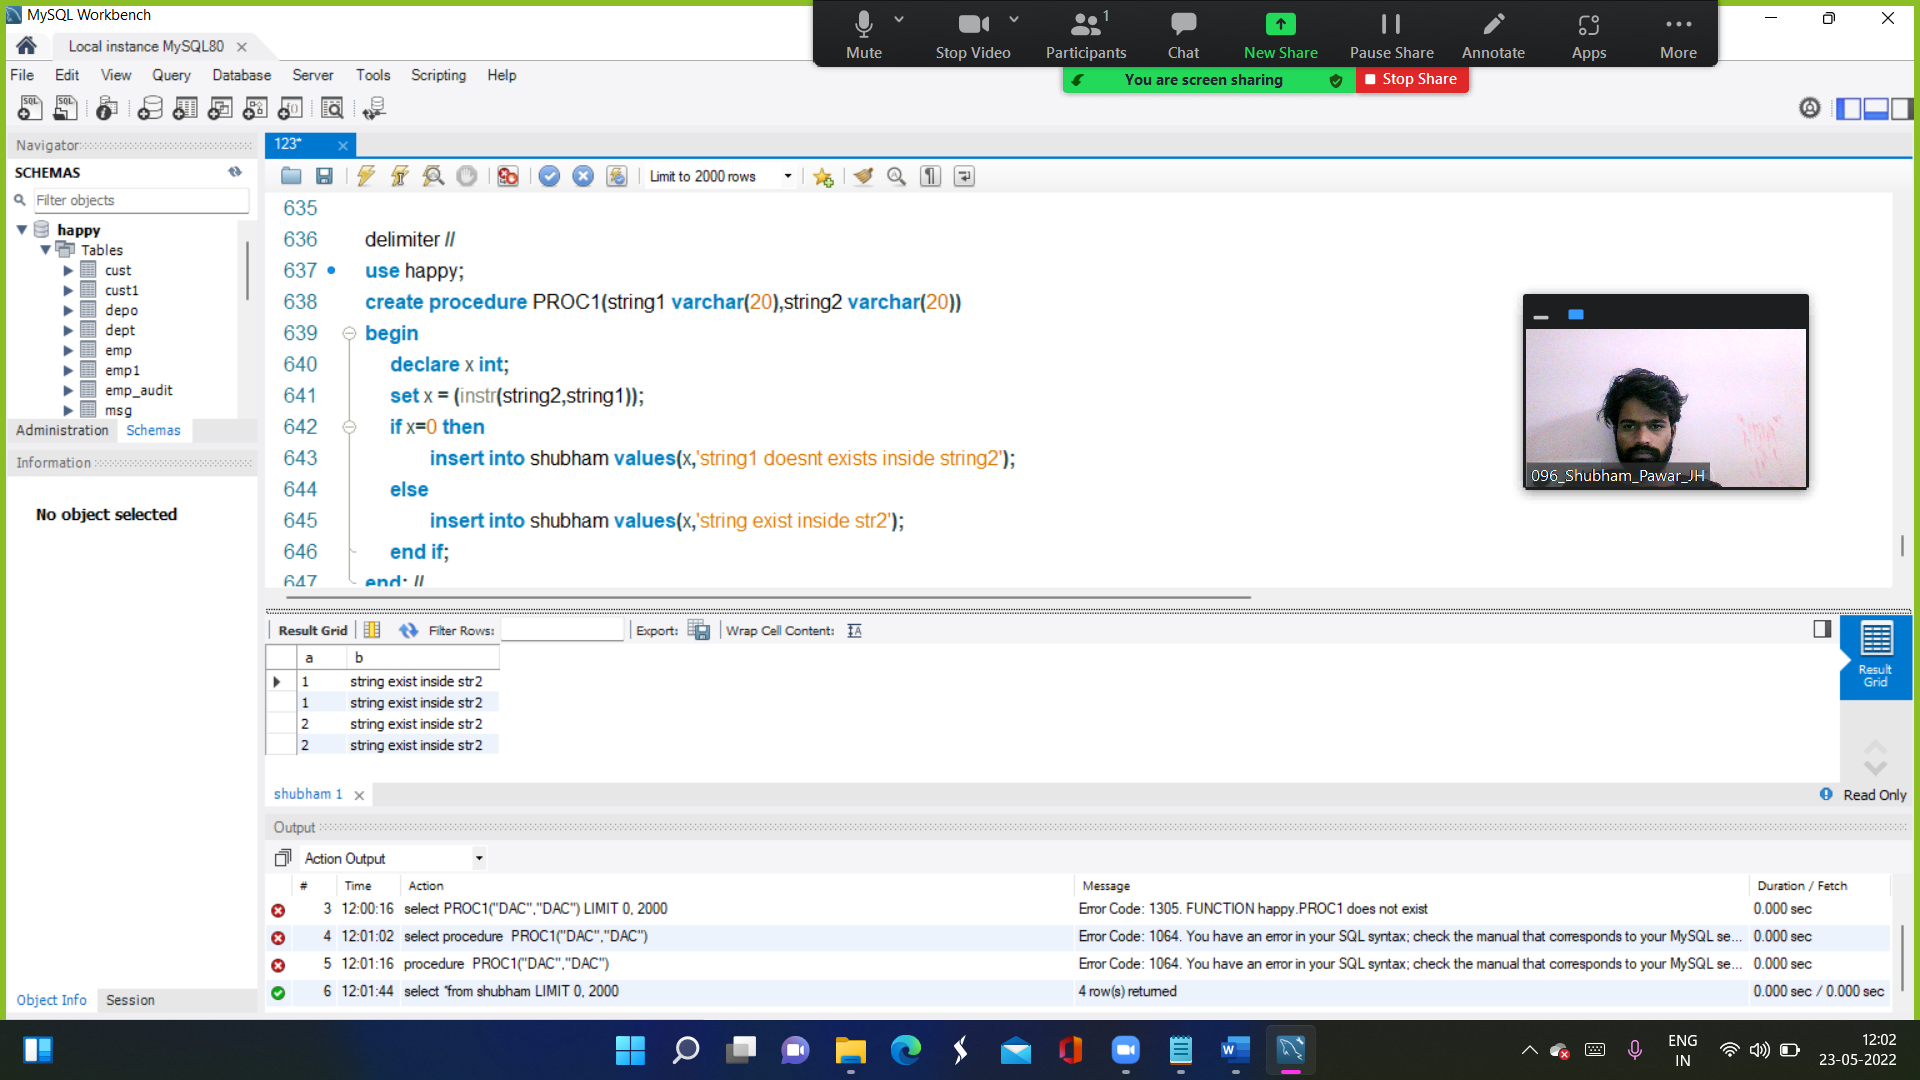 MySQL Workbench
Mute
Stop Video
1
Participants
Chat
New Share
Pause Share
Annotate
Apps
More
You are screen sharing
Stop Share
Local instance MySQL80
File Edit View Query Database Server Tools Scripting Help
Navigator
SCHEMAS
Filter objects
happy
Tables
cust
cust1
depo
dept
emp
emp1
emp_audit
msg
Administration Schemas
Information
No object selected
Object Info Session
123*
Limit to 2000 rows
635
636 delimiter //
637 use happy;
638 create procedure PROC1(string1 varchar(20),string2 varchar(20))
639 begin
640 declare x int;
641 set x = (instr(string2,string1));
642 if x=0 then
643 insert into shubham values(x,'string1 doesnt exists inside string2');
644 else
645 insert into shubham values(x,'string exist inside str2');
646 end if;
647 end; //
096_Shubham_Pawar_JH
Result Grid Filter Rows: Export: Wrap Cell Content:
a b
1 string exist inside str2
1 string exist inside str2
2 string exist inside str2
2 string exist inside str2
Result Grid
shubham 1
Read Only
Output
Action Output
# Time Action Message Duration / Fetch
3 12:00:16 select PROC1("DAC","DAC") LIMIT 0, 2000 Error Code: 1305. FUNCTION happy.PROC1 does not exist 0.000 sec
4 12:01:02 select procedure PROC1("DAC","DAC") Error Code: 1064. You have an error in your SQL syntax; check the manual that corresponds to your MySQL se... 0.000 sec
5 12:01:16 procedure PROC1("DAC","DAC") Error Code: 1064. You have an error in your SQL syntax; check the manual that corresponds to your MySQL se... 0.000 sec
6 12:01:44 select *from shubham LIMIT 0, 2000 4 row(s) returned 0.000 sec / 0.000 sec
ENG
IN
12:02
23-05-2022